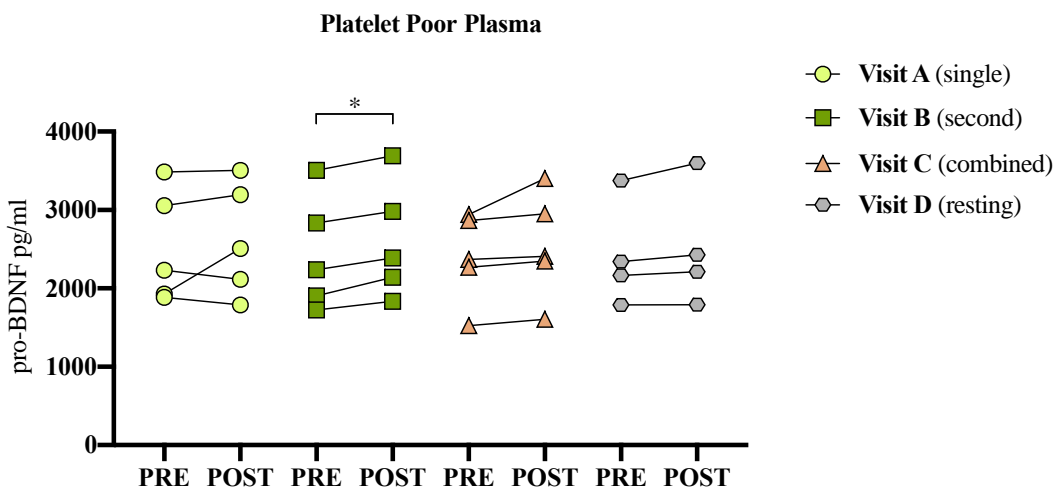 Platelet Poor Plasma
Visit A (single)
Visit B (second)
Visit C (combined)
Visit D (resting)
*
pro-BDNF pg/ml
4000
3000
2000
1000
0
PRE POST PRE POST PRE POST PRE POST